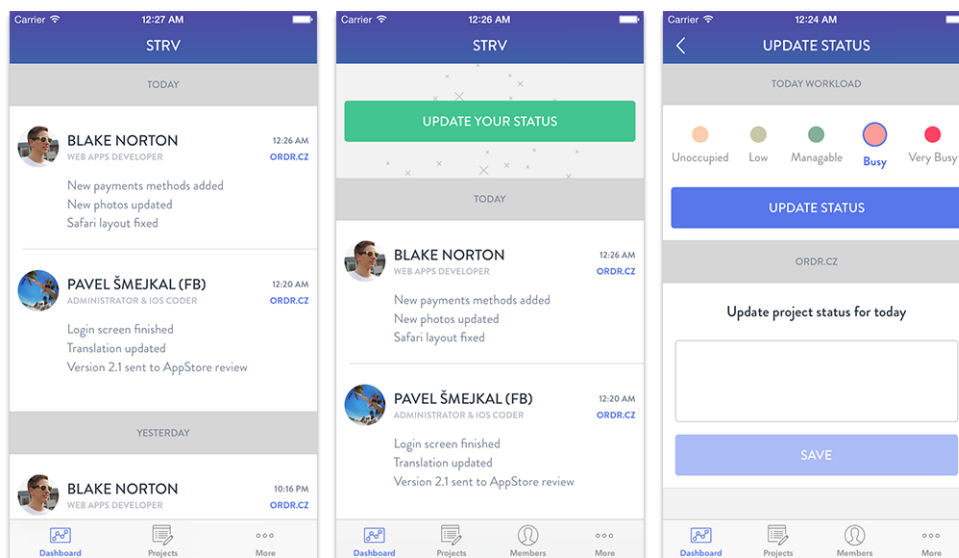 Carrier 12:27 AM
STRV
TODAY
BLAKE NORTON 12:26 AM
WEB APPS DEVELOPER ORDR.CZ
New payments methods added
New photos updated
Safari layout fixed
PAVEL ŠMEJKAL (FB) 12:20 AM
ADMINISTRATOR & IOS CODER ORDR.CZ
Login screen finished
Translation updated
Version 2.1 sent to AppStore review
YESTERDAY
BLAKE NORTON 10:16 PM
WEB APPS DEVELOPER ORDR.CZ
Dashboard Projects More
Carrier 12:26 AM
STRV
UPDATE YOUR STATUS
TODAY
BLAKE NORTON 12:26 AM
WEB APPS DEVELOPER ORDR.CZ
New payments methods added
New photos updated
Safari layout fixed
PAVEL ŠMEJKAL (FB) 12:20 AM
ADMINISTRATOR & IOS CODER ORDR.CZ
Login screen finished
Translation updated
Version 2.1 sent to AppStore review
Dashboard Projects Members More
Carrier 12:24 AM
UPDATE STATUS
TODAY WORKLOAD
Unoccupied Low Managable Busy Very Busy
UPDATE STATUS
ORDR.CZ
Update project status for today
SAVE
Dashboard Projects Members More